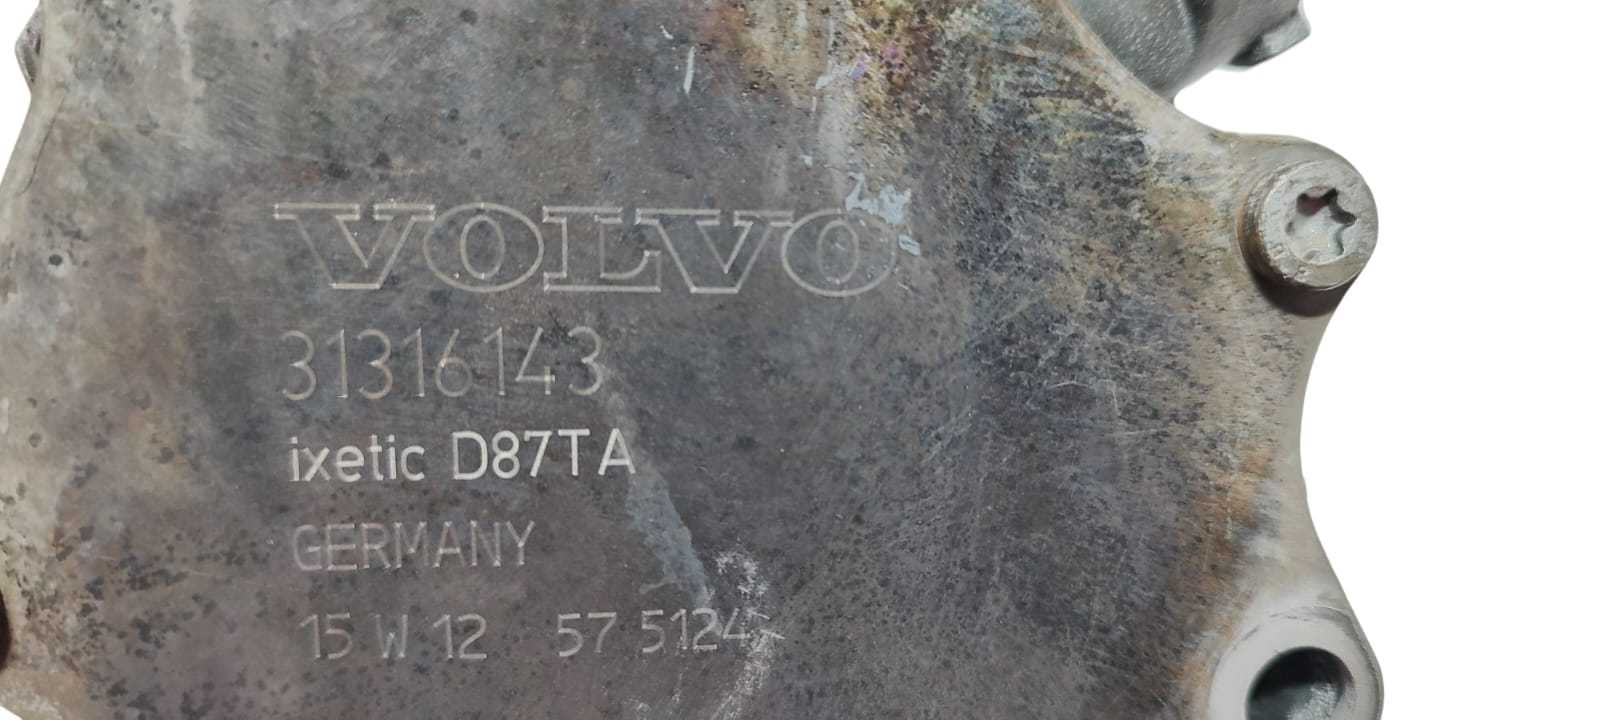 VOLVO
31316143
ixetic D87TA
GERMANY
15 W 12 57 5124